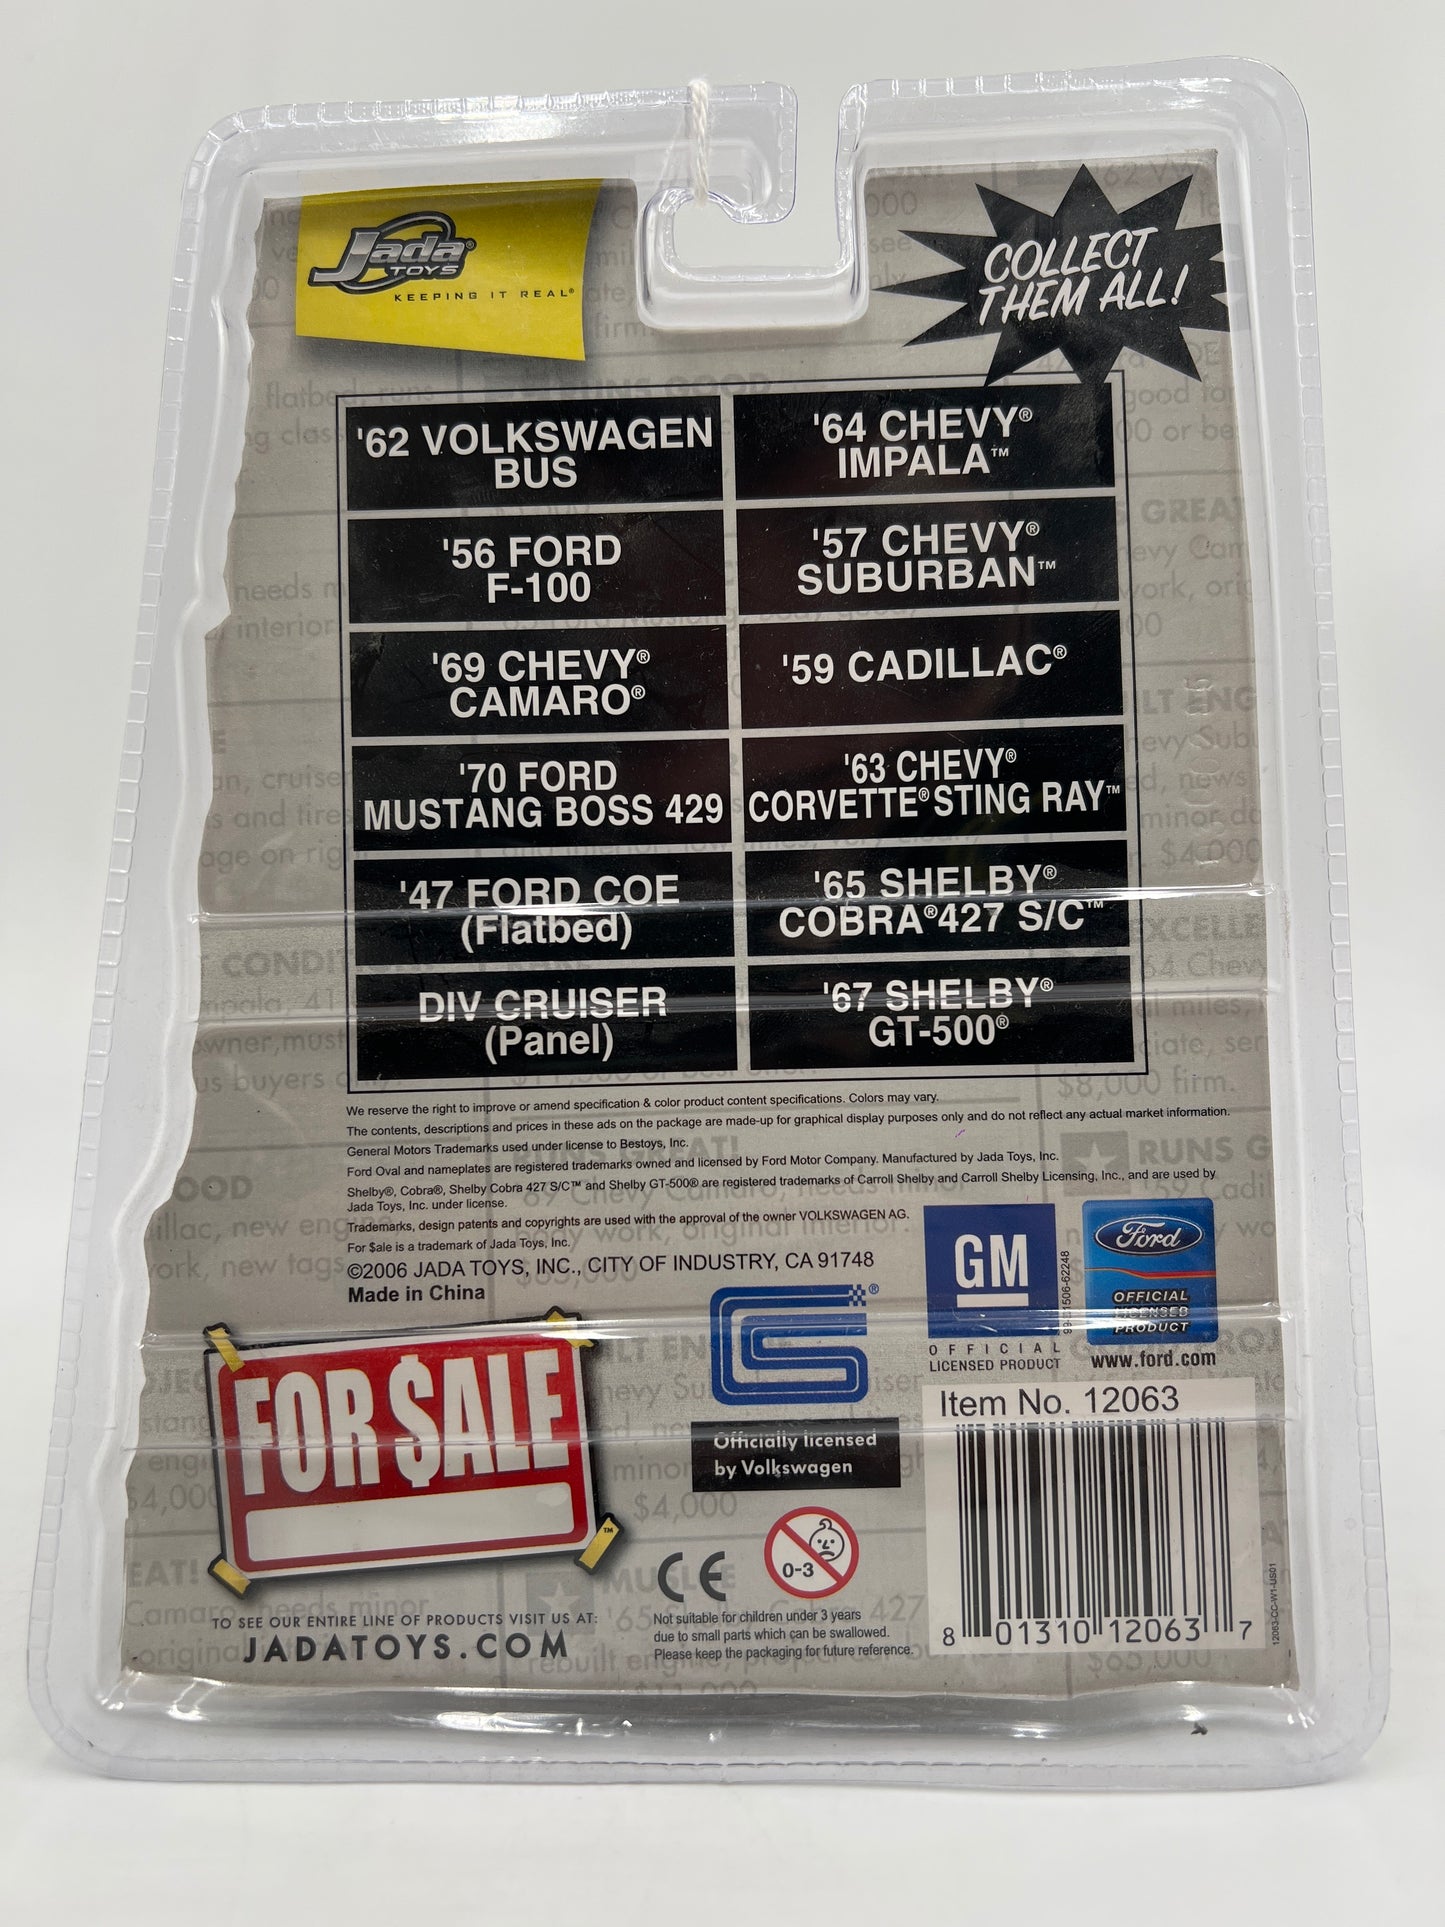 Jada®
TOYS
KEEPING IT REAL®
COLLECT
THEM ALL!
'62 VOLKSWAGEN
BUS
'64 CHEVY®
IMPALA™
'56 FORD
F-100
'57 CHEVY®
SUBURBAN™
'69 CHEVY®
CAMARO®
'59 CADILLAC®
'70 FORD
MUSTANG BOSS 429
'63 CHEVY®
CORVETTE® STING RAY™
'47 FORD COE
(Flatbed)
'65 SHELBY®
COBRA® 427 S/C™
DIV CRUISER
(Panel)
'67 SHELBY®
GT-500®
We reserve the right to improve or amend specification & color product content specifications. Colors may vary.
The contents, descriptions and prices in these ads on the package are made-up for graphical display purposes only and do not reflect any actual market information.
General Motors Trademarks used under license to Bestoys, Inc.
Ford Oval and nameplates are registered trademarks owned and licensed by Ford Motor Company. Manufactured by Jada Toys, Inc.
Shelby®, Cobra®, Shelby Cobra 427 S/C™ and Shelby GT-500® are registered trademarks of Carroll Shelby and Carroll Shelby Licensing, Inc., and are used by
Jada Toys, Inc. under license.
Trademarks, design patents and copyrights are used with the approval of the owner VOLKSWAGEN AG.
For $ale is a trademark of Jada Toys, Inc.
©2006 JADA TOYS, INC., CITY OF INDUSTRY, CA 91748
Made in China
GM
OFFICIAL
LICENSED PRODUCT
Ford
OFFICIAL
LICENSED
PRODUCT
www.ford.com
FOR $ALE
™
®
Officially licensed
by Volkswagen
Item No. 12063
8 01310 12063 7
12063-CC-W1-US01
CE
0-3
Not suitable for children under 3 years
due to small parts which can be swallowed.
Please keep the packaging for future reference.
TO SEE OUR ENTIRE LINE OF PRODUCTS VISIT US AT:
JADATOYS.COM